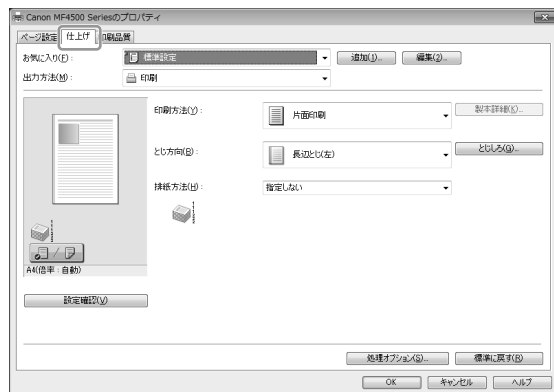 Canon MF4500 Seriesのプロパティ
ページ設定 仕上げ 印刷品質
お気に入り(F): 標準設定 追加(1)... 編集(2)...
出力方法(M): 印刷
印刷方法(Y): 片面印刷 製本詳細(K)...
とじ方向(B): 長辺とじ(左) とじしろ(G)...
排紙方法(H): 指定しない
A4(倍率:自動)
設定確認(V)
処理オプション(S)... 標準に戻す(R)
OK キャンセル ヘルプ